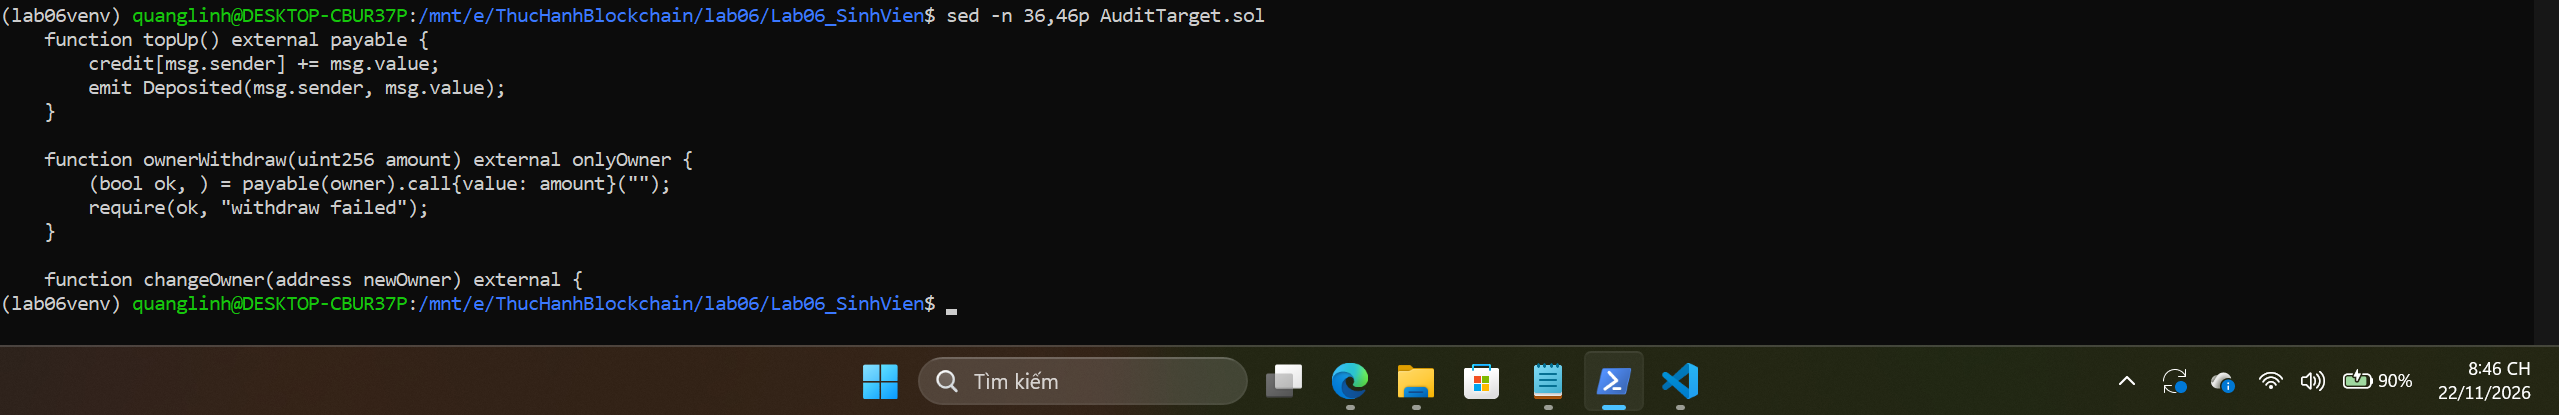 (lab06venv) quanglinh@DESKTOP-CBUR37P:/mnt/e/ThucHanhBlockchain/lab06/Lab06_SinhVien$ sed -n 36,46p AuditTarget.sol
    function topUp() external payable {
        credit[msg.sender] += msg.value;
        emit Deposited(msg.sender, msg.value);
    }

    function ownerWithdraw(uint256 amount) external onlyOwner {
        (bool ok, ) = payable(owner).call{value: amount}("");
        require(ok, "withdraw failed");
    }

    function changeOwner(address newOwner) external {
(lab06venv) quanglinh@DESKTOP-CBUR37P:/mnt/e/ThucHanhBlockchain/lab06/Lab06_SinhVien$
Tìm kiếm
90%
8:46 CH
22/11/2026